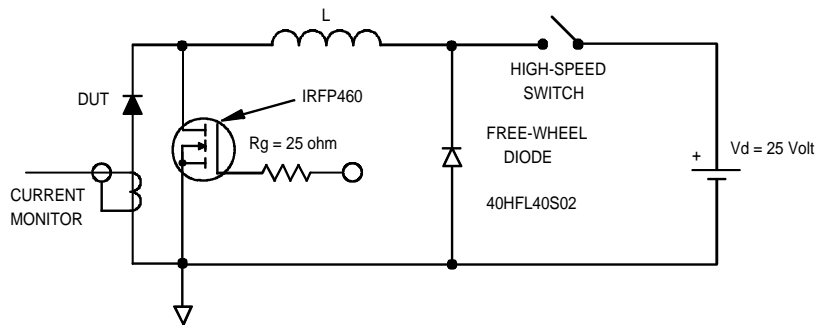 L
HIGH-SPEED
SWITCH
DUT
IRFP460
Rg = 25 ohm
FREE-WHEEL
DIODE
40HFL40S02
+
Vd = 25 Volt
CURRENT
MONITOR